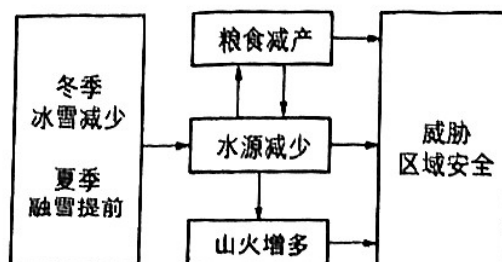 冬季
冰雪减少
夏季
融雪提前
粮食减产
水源减少
山火增多
威胁
区域安全